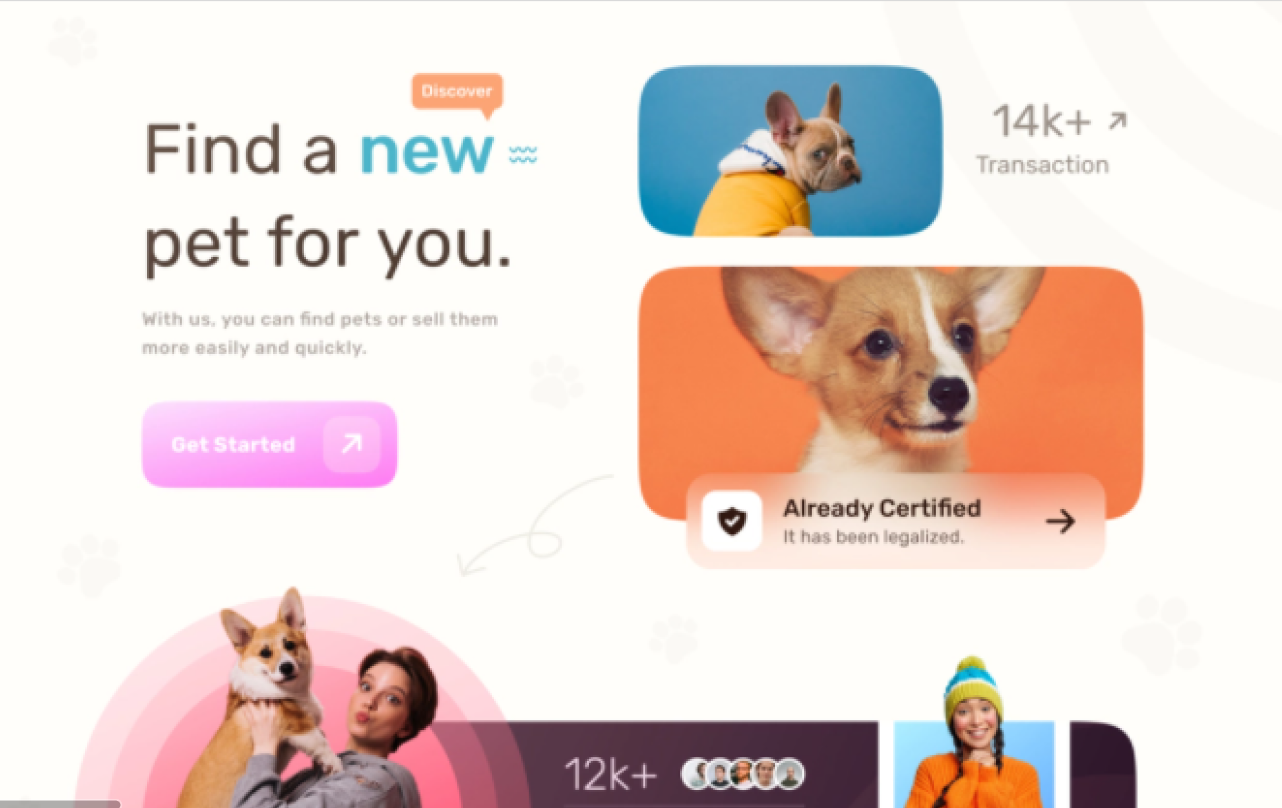 Discover
Find a new
pet for you.
With us, you can find pets or sell them
more easily and quickly.
Get Started
14k+
Transaction
Already Certified
It has been legalized.
12k+